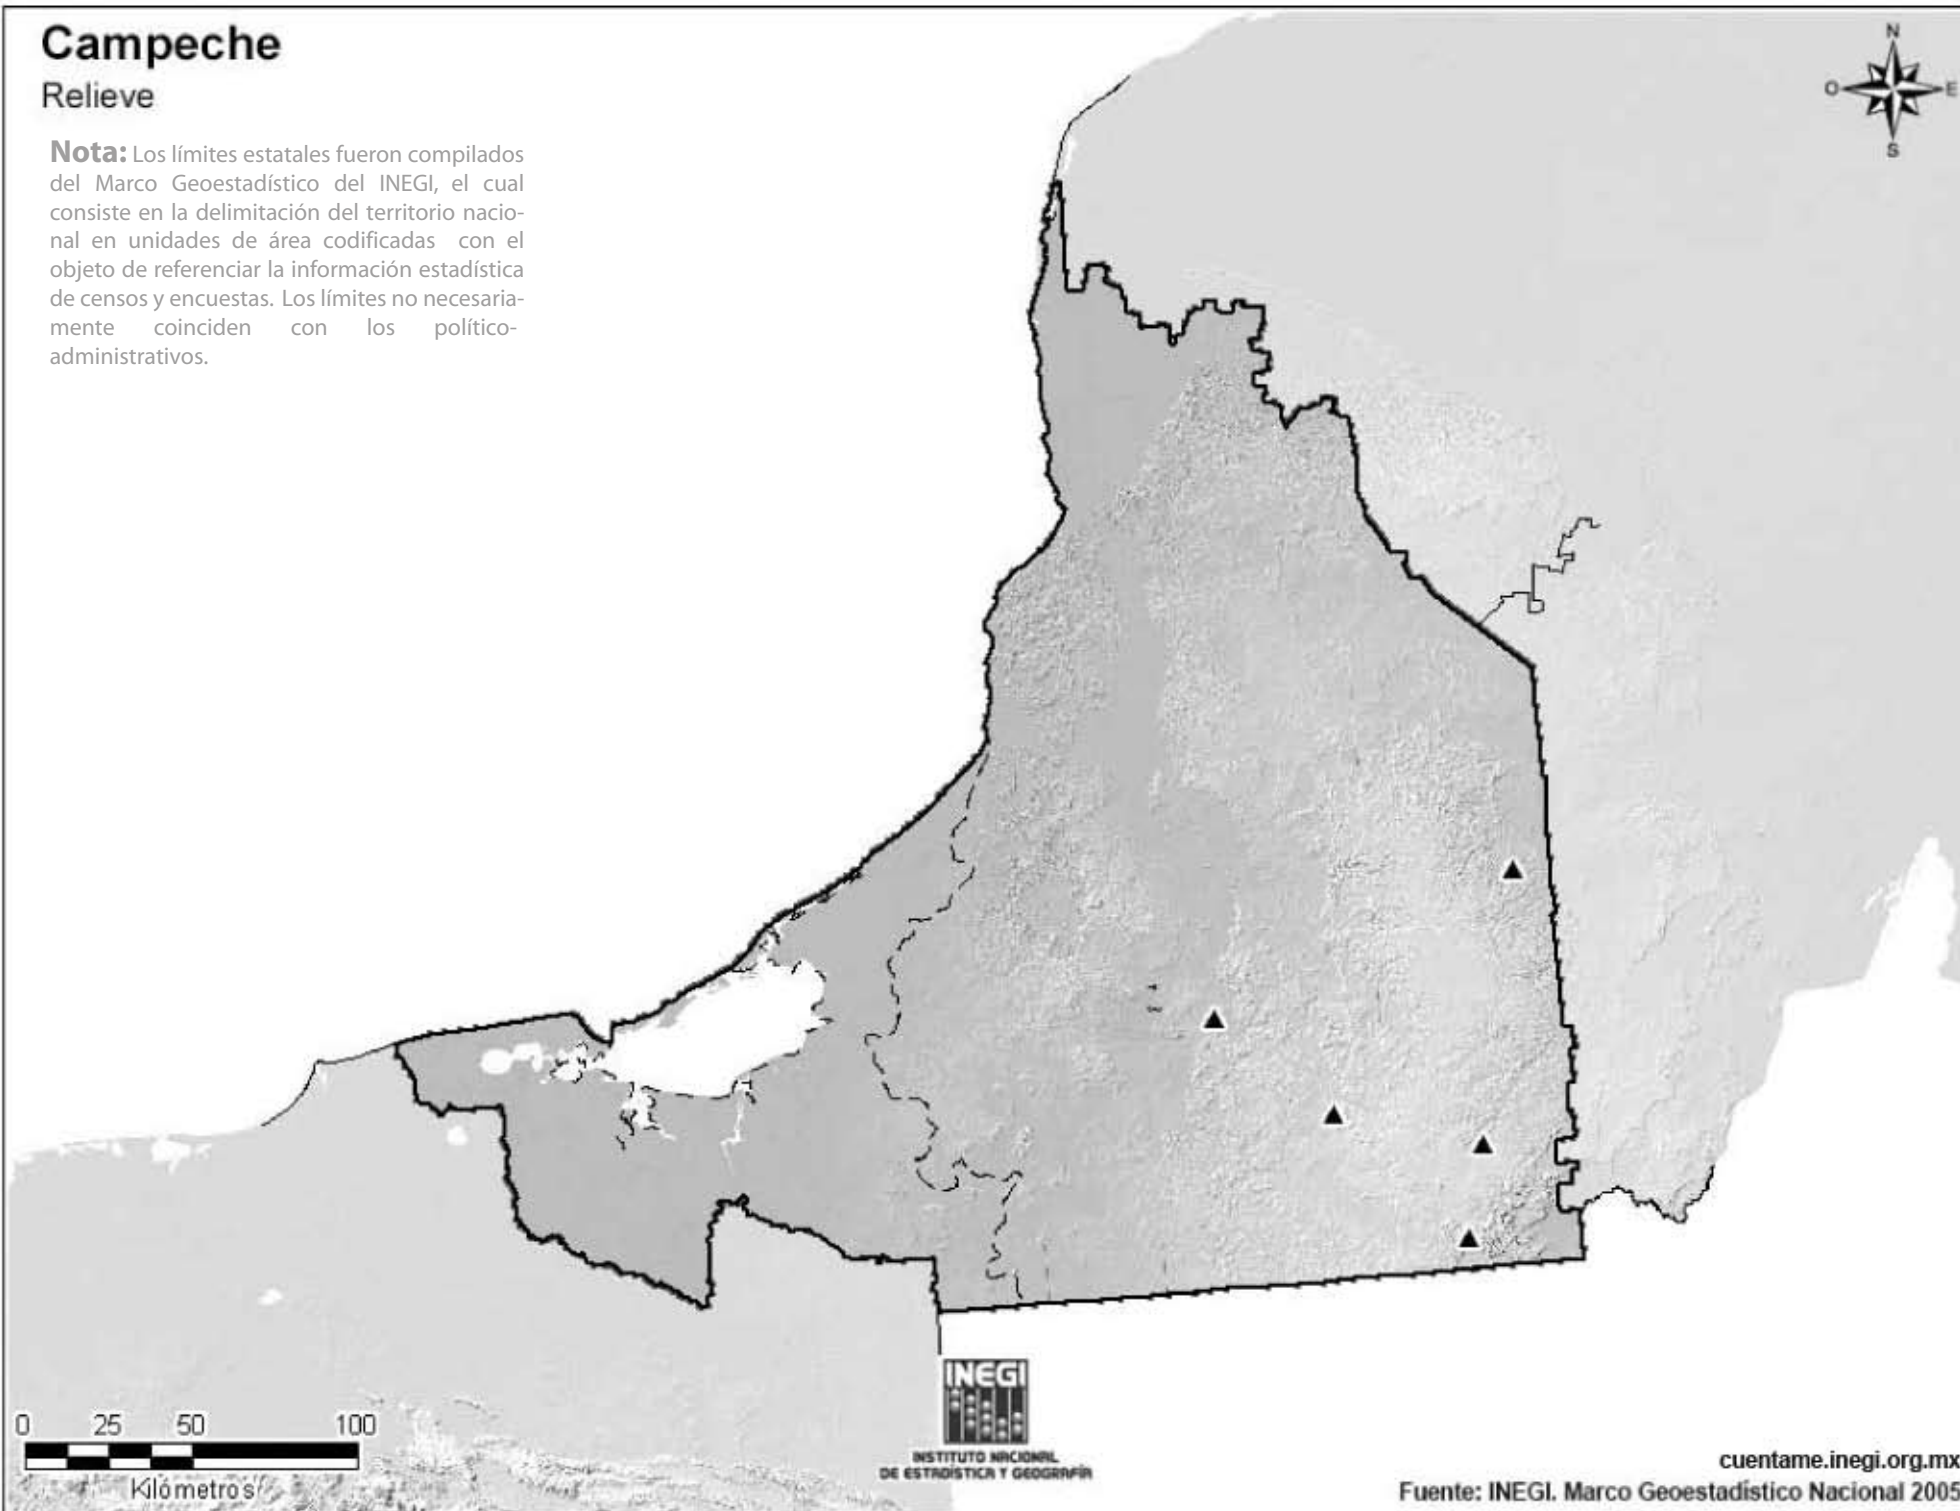 Campeche
Relieve
Nota: Los límites estatales fueron compilados
del Marco Geoestadístico del INEGI, el cual
consiste en la delimitación del territorio nacio-
nal en unidades de área codificadas con el
objeto de referenciar la información estadística
de censos y encuestas. Los límites no necesaria-
mente coinciden con los político-
administrativos.
N
O E
S
0 25 50 100
Kilómetros
INEGI
INSTITUTO NACIONAL
DE ESTADÍSTICA Y GEOGRAFÍA
cuentame.inegi.org.mx
Fuente: INEGI. Marco Geoestadístico Nacional 2005